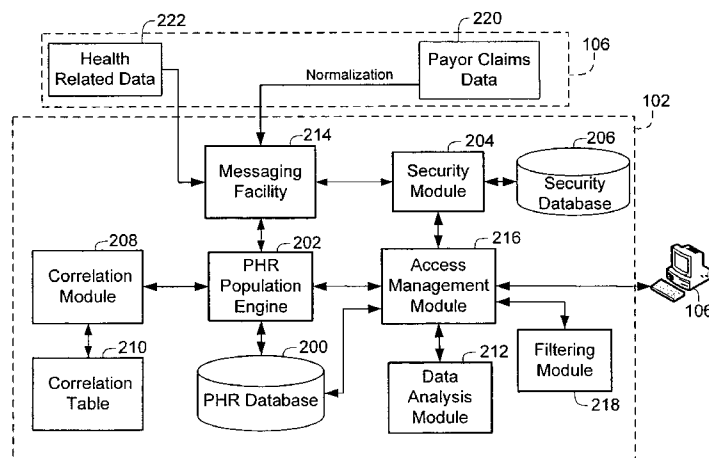 222
Health
Related Data
Normalization
220
Payor Claims
Data
106
102
214
Messaging
Facility
204
Security
Module
206
Security
Database
208
Correlation
Module
202
PHR
Population
Engine
216
Access
Management
Module
106
210
Correlation
Table
200
PHR Database
212
Data
Analysis
Module
Filtering
Module
218